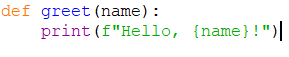 def greet(name):
    print(f"Hello, {name}!")